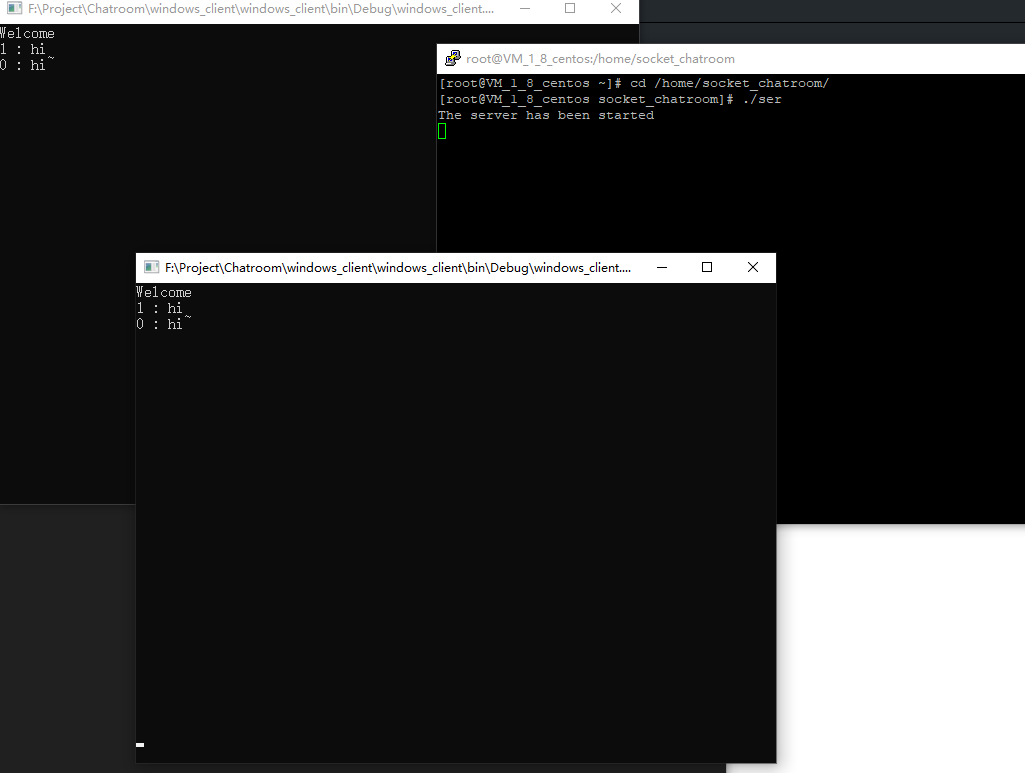 F:\Project\Chatroom\windows_client\windows_client\bin\Debug\windows_client....
Welcome
1 : hi
0 : hi~
root@VM_1_8_centos:/home/socket_chatroom
[root@VM_1_8_centos ~]# cd /home/socket_chatroom/
[root@VM_1_8_centos socket_chatroom]# ./ser
The server has been started
F:\Project\Chatroom\windows_client\windows_client\bin\Debug\windows_client....
Welcome
1 : hi
0 : hi~